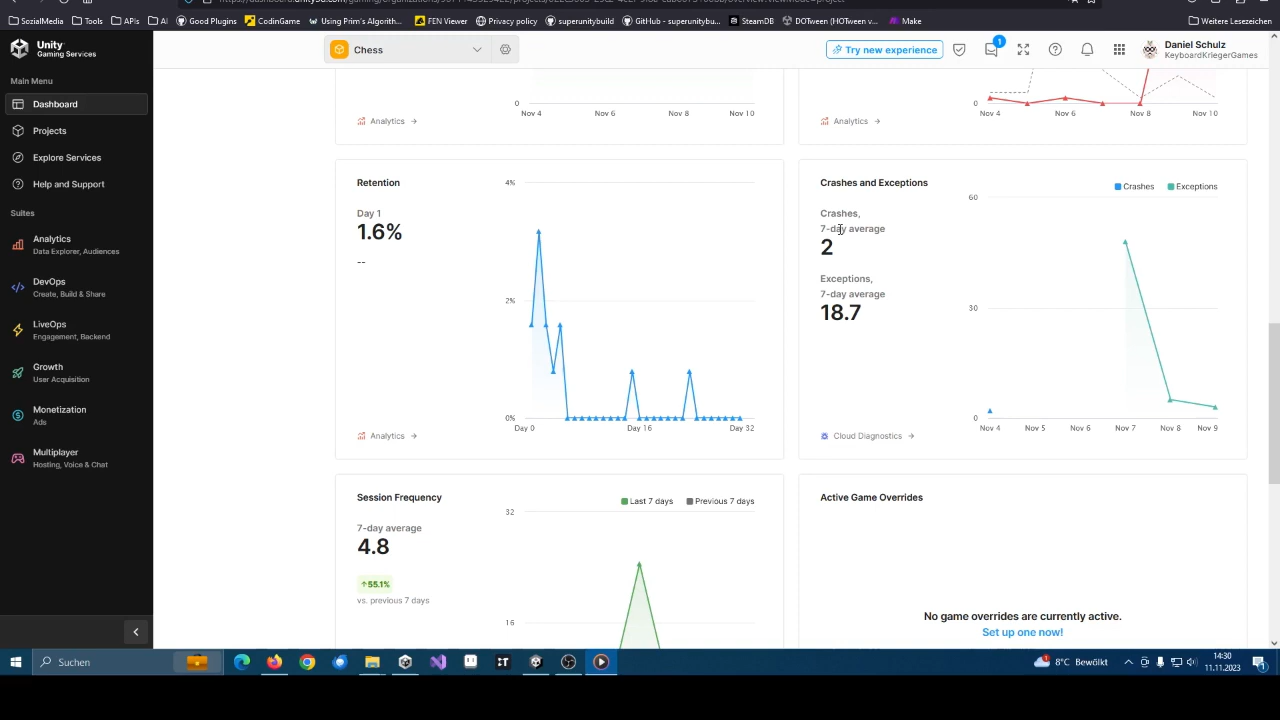 SocialMedia
Tools
APIs
AI
Good Plugins
CodinGame
Using Prim's Algorith...
FEN Viewer
Privacy policy
superunitybuild
GitHub - superunitybu...
SteamDB
DOTween (HOTween v...
Make
Weitere Lesezeichen
Unity
Gaming Services
Chess
Try new experience
1
Daniel Schulz
KeyboardKriegerGames
Main Menu
Dashboard
Projects
Explore Services
Help and Support
Suites
Analytics
Data Explorer, Audiences
DevOps
Create, Build & Share
LiveOps
Engagement, Backend
Growth
User Acquisition
Monetization
Ads
Multiplayer
Hosting, Voice & Chat
0
Nov 4
Nov 6
Nov 8
Nov 10
Analytics →
0
Nov 4
Nov 6
Nov 8
Nov 10
Analytics →
Retention
Day 1
1.6%
--
4%
2%
0%
Day 0
Day 16
Day 32
Analytics →
Crashes and Exceptions
Crashes,
7-day average
2
Exceptions,
7-day average
18.7
Crashes
Exceptions
60
30
0
Nov 4
Nov 5
Nov 6
Nov 7
Nov 8
Nov 9
Cloud Diagnostics →
Session Frequency
7-day average
4.8
↑55.1%
vs. previous 7 days
Last 7 days
Previous 7 days
32
16
Active Game Overrides
No game overrides are currently active.
Set up one now!
Suchen
8°C Bewölkt
14:30
11.11.2023